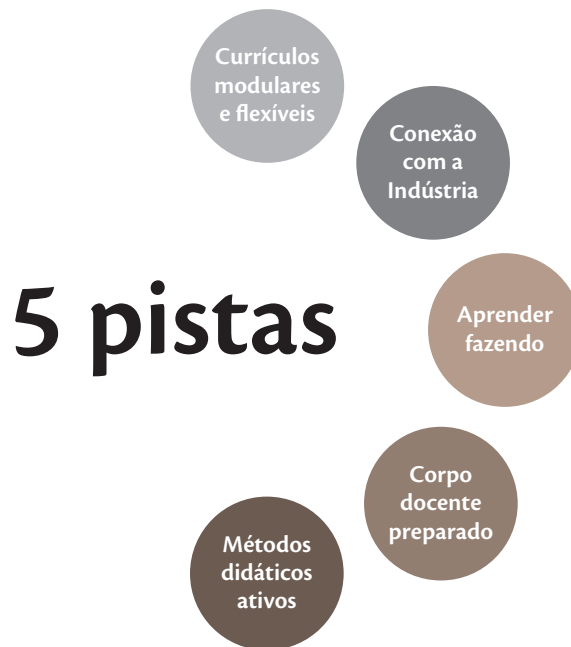 Currículos
modulares
e flexíveis
Conexão
com a
Indústria
5 pistas
Aprender
fazendo
Corpo
docente
preparado
Métodos
didáticos
ativos